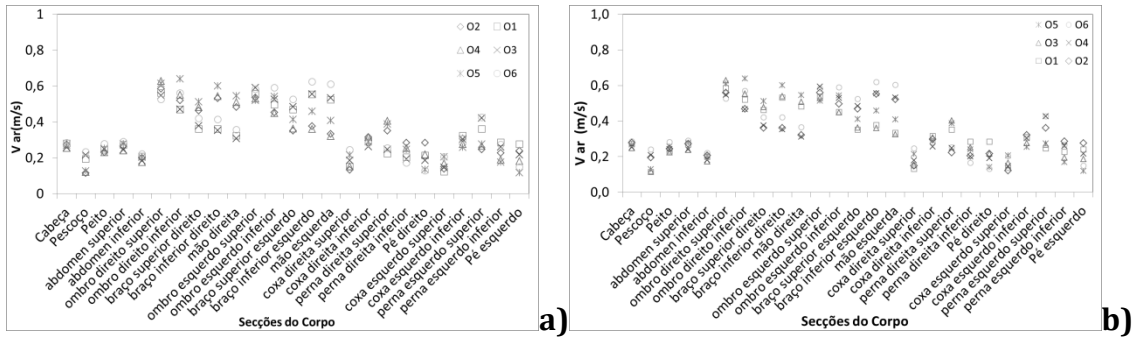 1
0,8
0,6
0,4
0,2
0
V ar(m/s)
O2 O1
O4 O3
O5 O6
Cabeça
Pescoço
Peito
abdomen superior
abdomen inferior
ombro direito superior
ombro direito inferior
braço superior direito
braço inferior direito
mão direita
ombro esquerdo superior
ombro esquerdo inferior
braço superior esquerdo
braço inferior esquerdo
mão esquerda
coxa direita superior
coxa direita inferior
perna direita superior
perna direita inferior
Pé direito
coxa esquerdo superior
coxa esquerdo inferior
perna esquerdo superior
perna esquerdo inferior
Pé esquerdo
Secções do Corpo
a)
1,0
0,8
0,6
0,4
0,2
0,0
V ar (m/s)
O5 O6
O3 O4
O1 O2
Cabeça
Pescoço
Peito
abdomen superior
abdomen inferior
ombro direito superior
ombro direito inferior
braço superior direito
braço inferior direito
mão direita
ombro esquerdo superior
ombro esquerdo inferior
braço superior esquerdo
braço inferior esquerdo
mão esquerda
coxa direita superior
coxa direita inferior
perna direita superior
perna direita inferior
Pé direito
coxa esquerdo superior
coxa esquerdo inferior
perna esquerdo superior
perna esquerdo inferior
Pé esquerdo
Secções do Corpo
b)